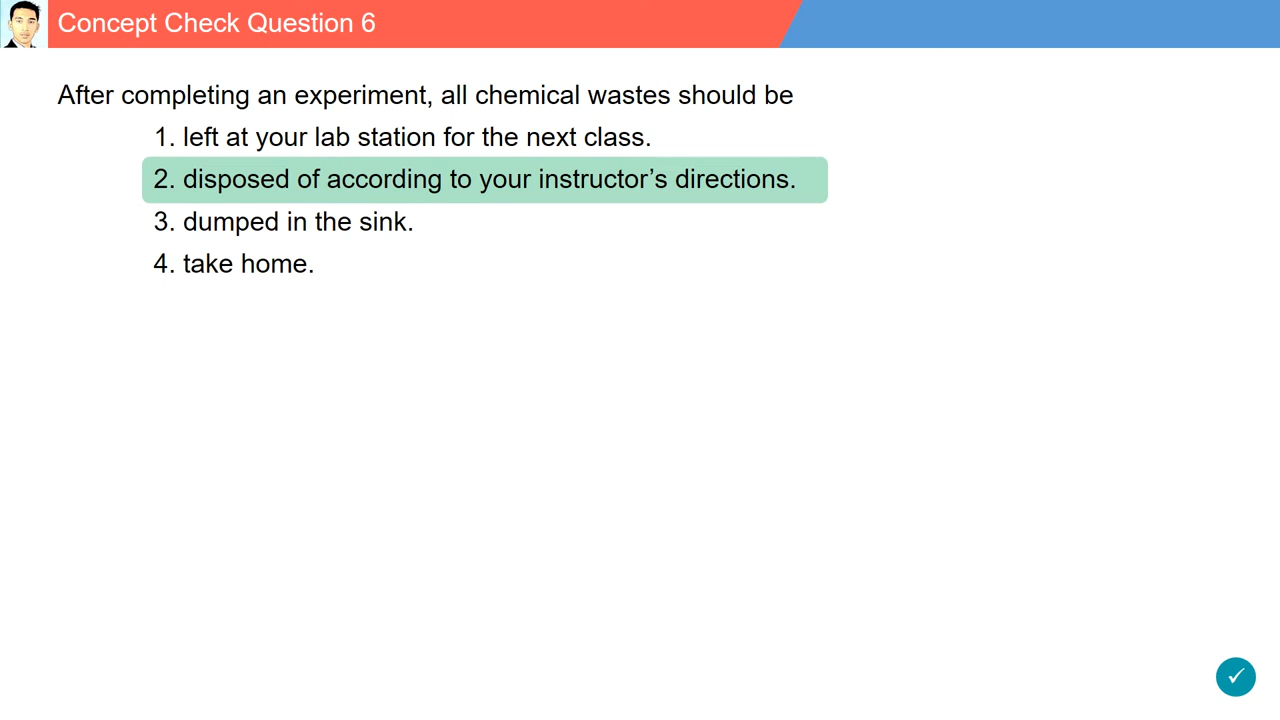 Concept Check Question 6
After completing an experiment, all chemical wastes should be
1. left at your lab station for the next class.
2. disposed of according to your instructor’s directions.
3. dumped in the sink.
4. take home.